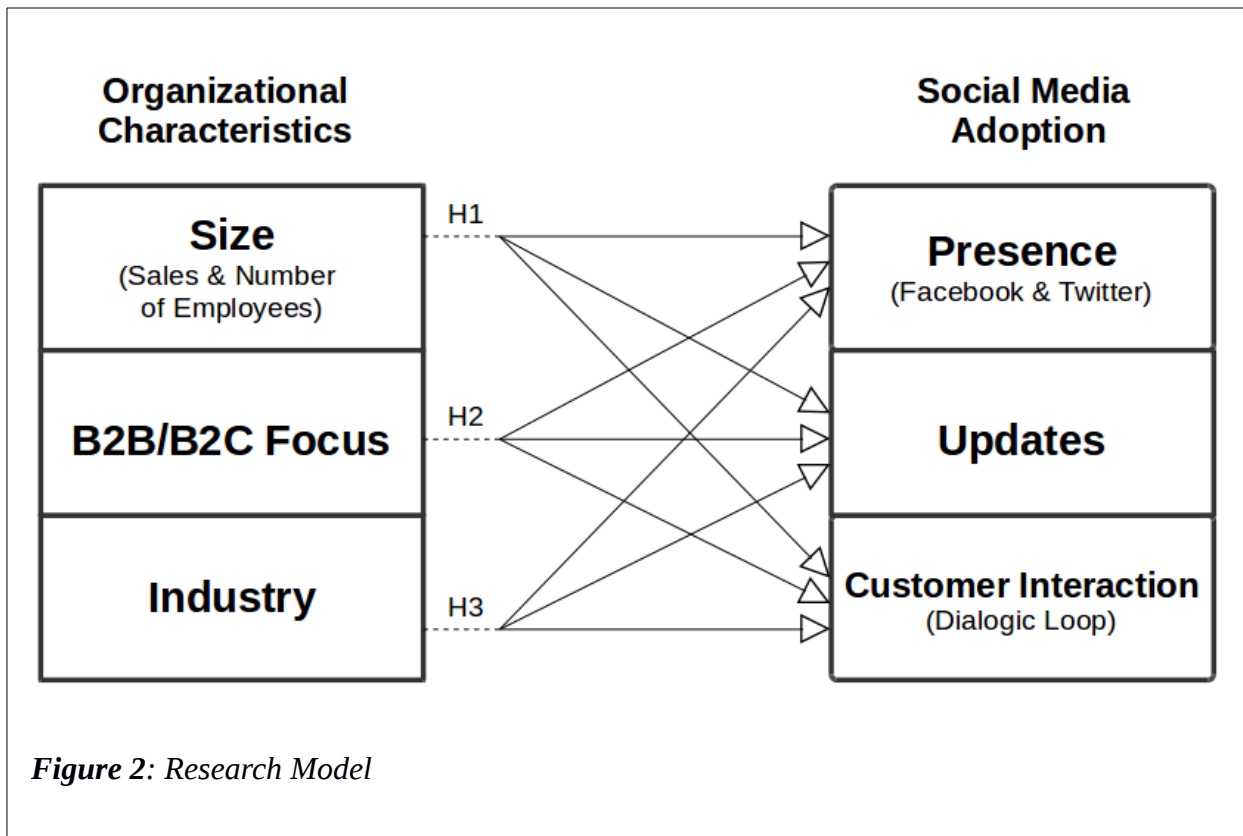 Organizational
Characteristics
Social Media
Adoption
Size
(Sales & Number
of Employees)
B2B/B2C Focus
Industry
H1
H2
H3
Presence
(Facebook & Twitter)
Updates
Customer Interaction
(Dialogic Loop)
Figure 2: Research Model